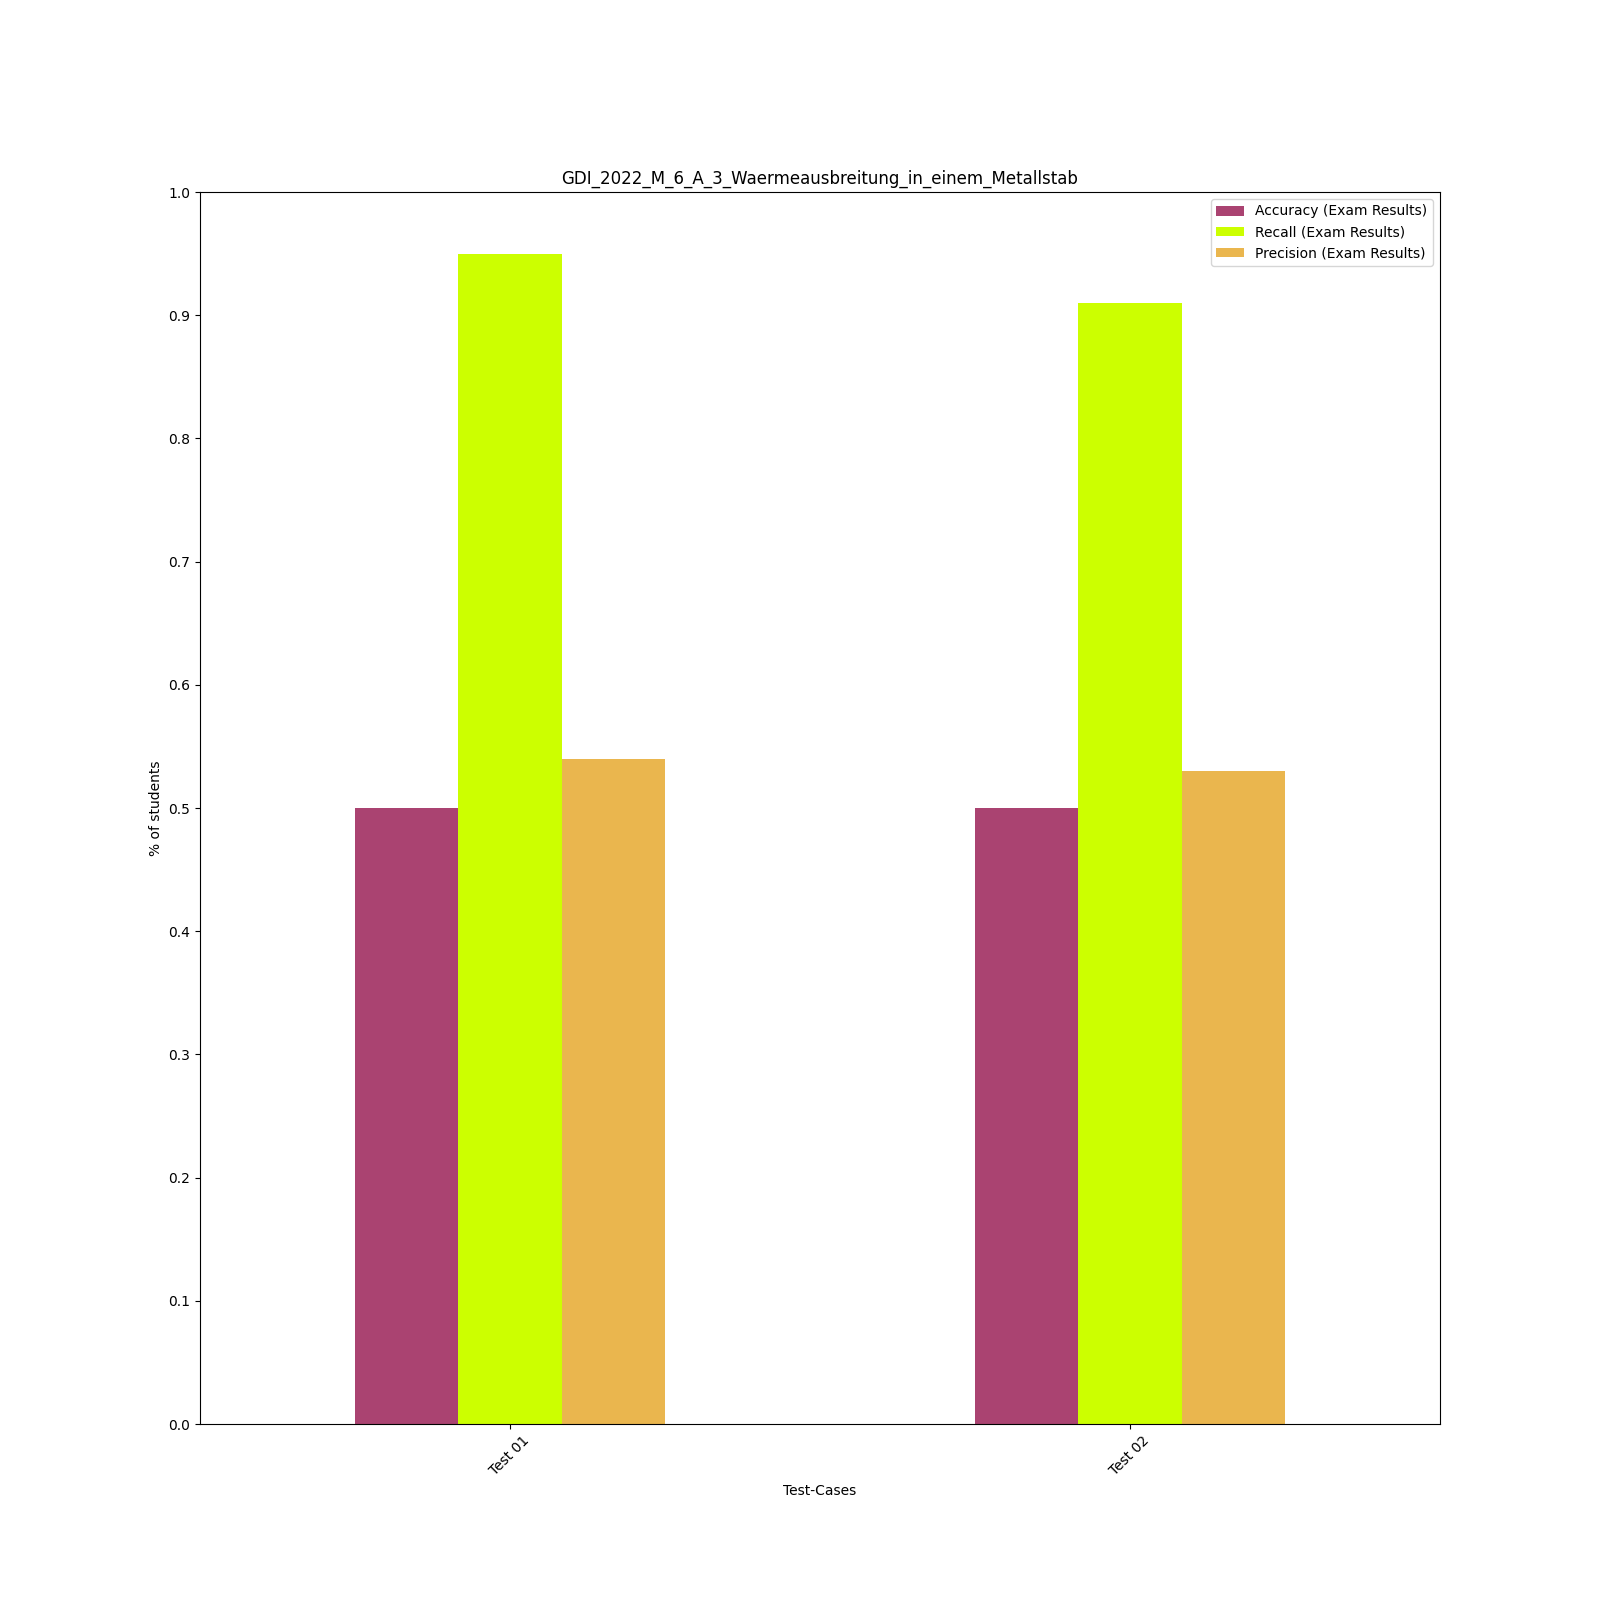 GDI_2022_M_6_A_3_Waermeausbreitung_in_einem_Metallstab
Accuracy (Exam Results)
Recall (Exam Results)
Precision (Exam Results)
% of students
1.0
0.9
0.8
0.7
0.6
0.5
0.4
0.3
0.2
0.1
0.0
Test 01
Test 02
Test-Cases